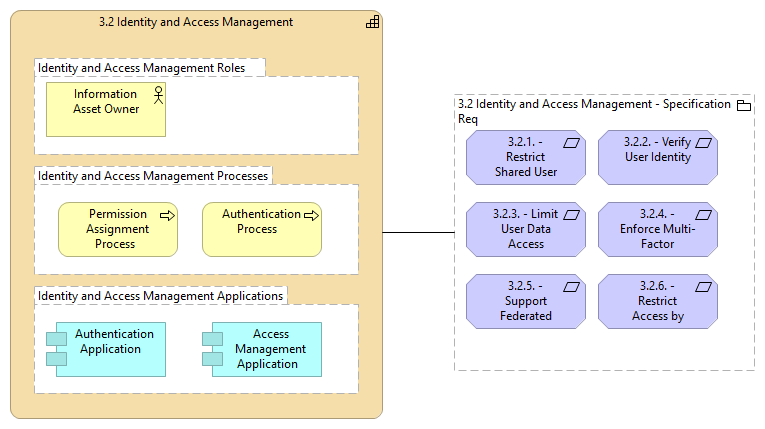 3.2 Identity and Access Management
Identity and Access Management Roles
Information
Asset Owner
Identity and Access Management Processes
Permission
Assignment
Process
Authentication
Process
Identity and Access Management Applications
Authentication
Application
Access
Management
Application
3.2 Identity and Access Management - Specification
Req
3.2.1. -
Restrict
Shared User
3.2.2. - Verify
User Identity
3.2.3. - Limit
User Data
Access
3.2.4. -
Enforce Multi-
Factor
3.2.5. -
Support
Federated
3.2.6. -
Restrict
Access by